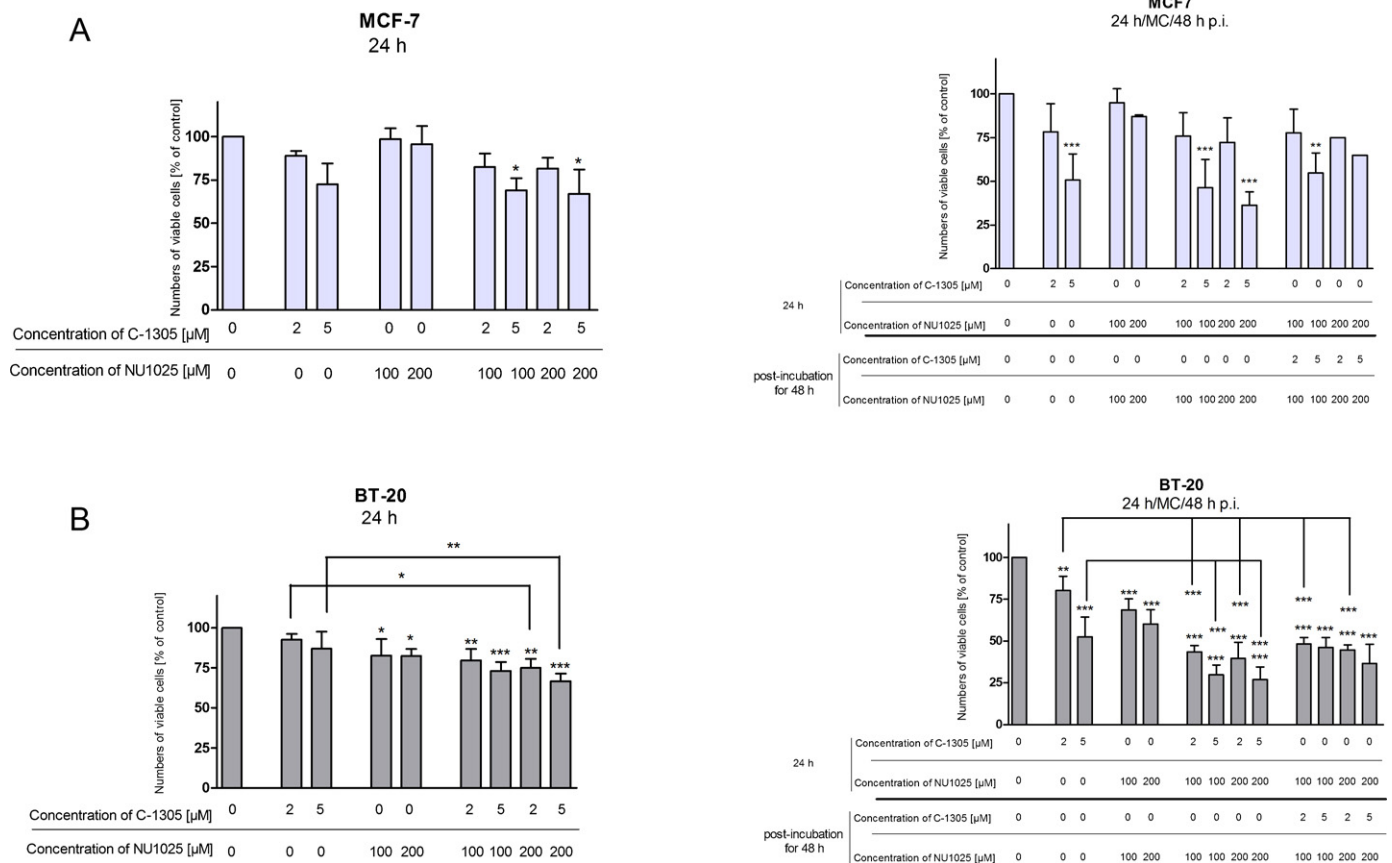 A
MCF-7
24 h
Numbers of viable cells [% of control]
100
75
50
25
0
* *
Concentration of C-1305 [µM] 0 2 5 0 0 2 5 2 5
Concentration of NU1025 [µM] 0 0 0 100 200 100 100 200 200
MCF7
24 h/MC/48 h p.i.
Numbers of viable cells [% of control]
100
75
50
25
0
*** *** *** **
24 h
Concentration of C-1305 [µM] 0 2 5 0 0 2 5 2 5 0 0 0 0
Concentration of NU1025 [µM] 0 0 0 100 200 100 100 200 200 100 100 200 200
post-incubation
for 48 h
Concentration of C-1305 [µM] 0 0 0 0 0 0 0 0 0 2 5 2 5
Concentration of NU1025 [µM] 0 0 0 100 200 100 100 200 200 100 100 200 200
B
BT-20
24 h
**
*
Numbers of viable cells [% of control]
100
75
50
25
0
* * ** *** ** ***
Concentration of C-1305 [µM] 0 2 5 0 0 2 5 2 5
Concentration of NU1025 [µM] 0 0 0 100 200 100 100 200 200
BT-20
24 h/MC/48 h p.i.
Numbers of viable cells [% of control]
100
75
50
25
0
** *** *** *** *** *** *** *** *** *** *** *** *** *** *** *** *** ***
24 h
Concentration of C-1305 [µM] 0 2 5 0 0 2 5 2 5 0 0 0 0
Concentration of NU1025 [µM] 0 0 0 100 200 100 100 200 200 100 100 200 200
post-incubation
for 48 h
Concentration of C-1305 [µM] 0 0 0 0 0 0 0 0 0 2 5 2 5
Concentration of NU1025 [µM] 0 0 0 100 200 100 100 200 200 100 100 200 200